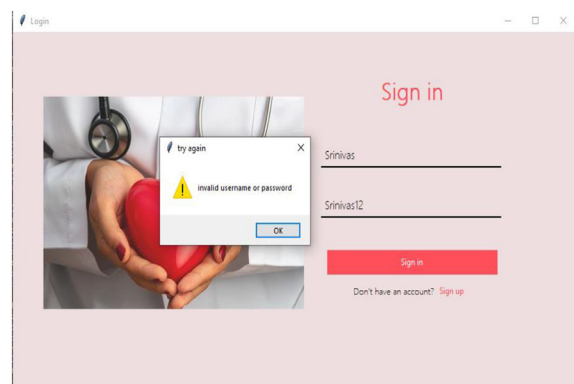 Login
Sign in
try again
invalid username or password
OK
Srinivas
Srinivas12
Sign in
Don't have an account? Sign up